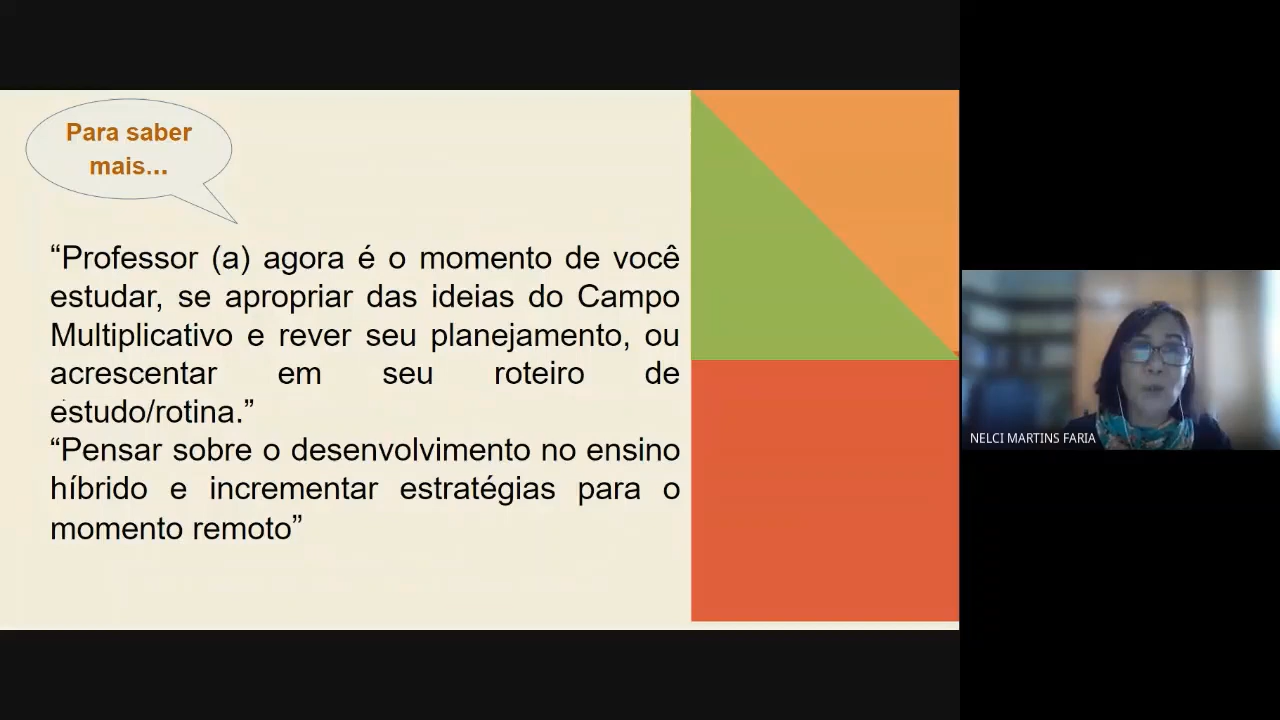 Para saber
mais...
“Professor (a) agora é o momento de você
estudar, se apropriar das ideias do Campo
Multiplicativo e rever seu planejamento, ou
acrescentar em seu roteiro de
estudo/rotina.”
“Pensar sobre o desenvolvimento no ensino
híbrido e incrementar estratégias para o
momento remoto”
NELCI MARTINS FARIA